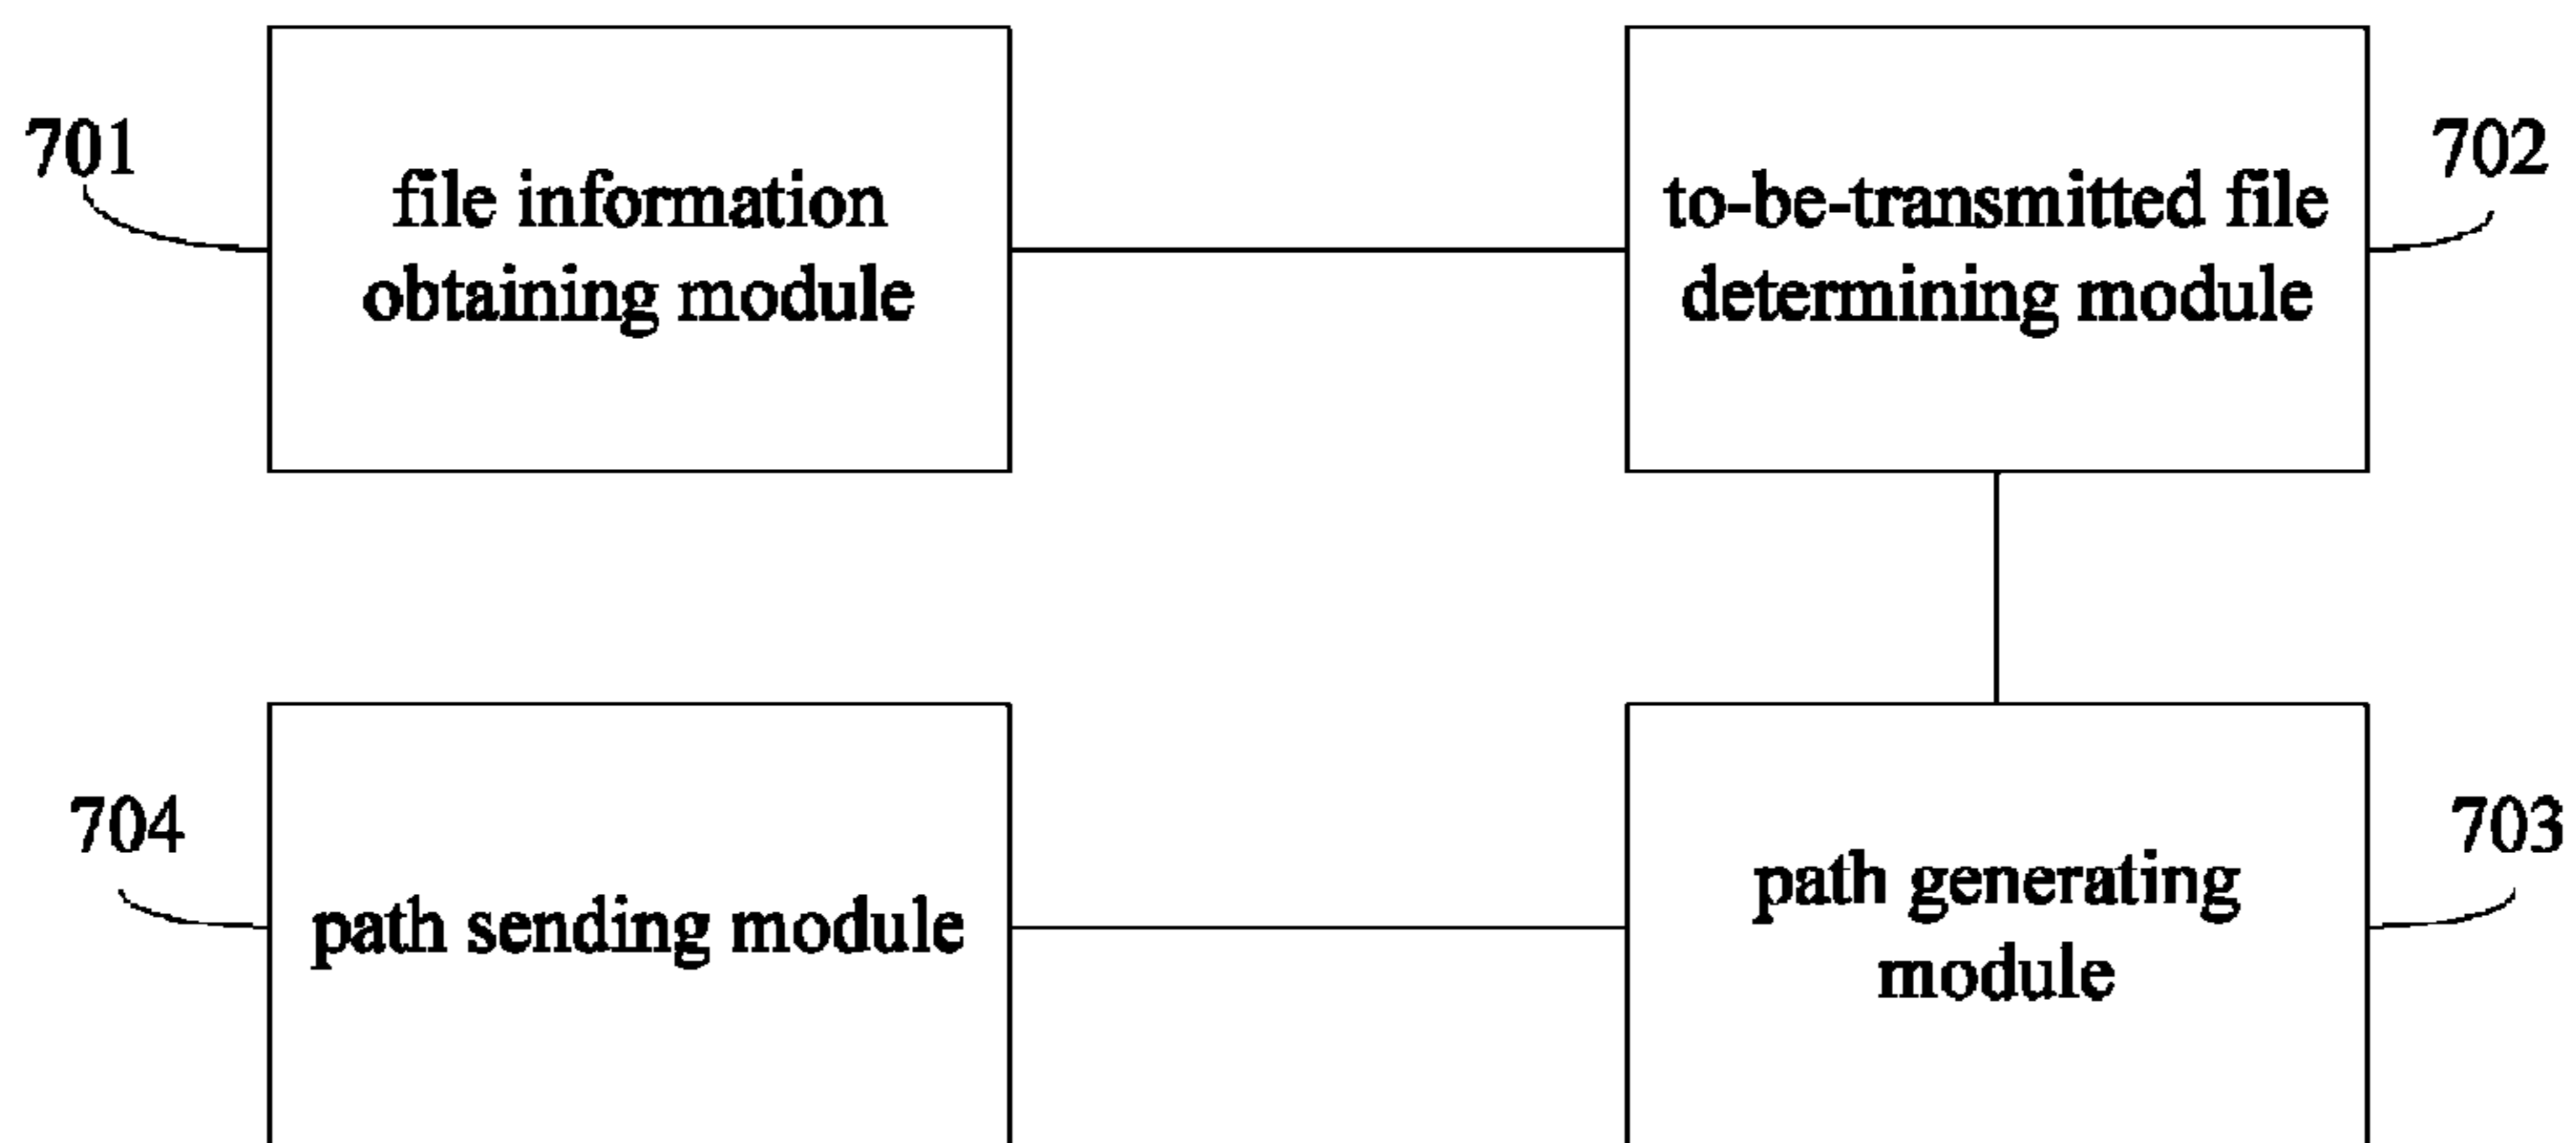 701
file information
obtaining module
to-be-transmitted file
determining module
702
704
path sending module
path generating
module
703